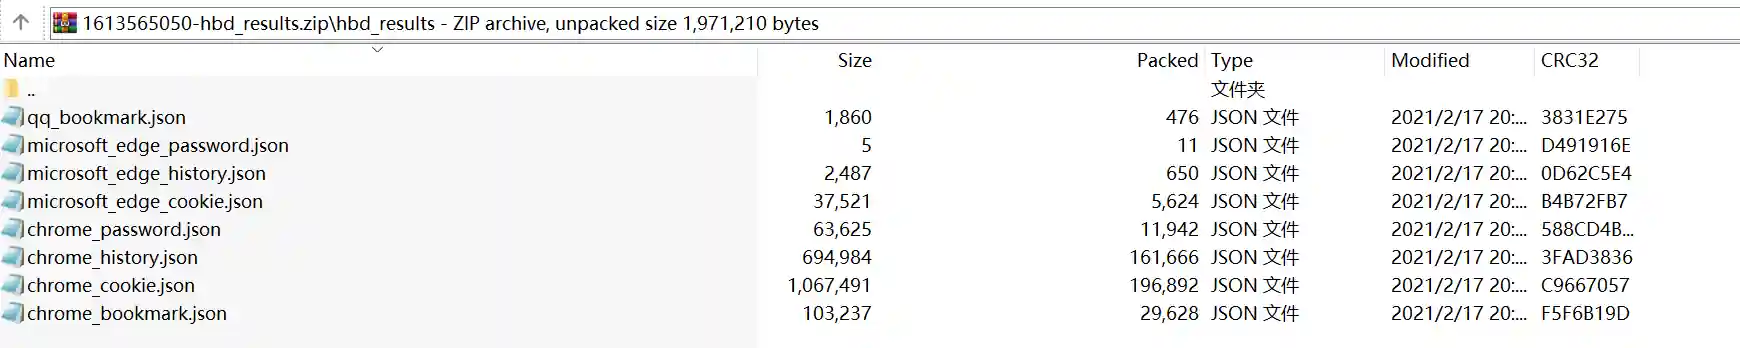 1613565050-hbd_results.zip\hbd_results - ZIP archive, unpacked size 1,971,210 bytes
Name Size Packed Type Modified CRC32
.. 文件夹
qq_bookmark.json 1,860 476 JSON 文件 2021/2/17 20:... 3831E275
microsoft_edge_password.json 5 11 JSON 文件 2021/2/17 20:... D491916E
microsoft_edge_history.json 2,487 650 JSON 文件 2021/2/17 20:... 0D62C5E4
microsoft_edge_cookie.json 37,521 5,624 JSON 文件 2021/2/17 20:... B4B72FB7
chrome_password.json 63,625 11,942 JSON 文件 2021/2/17 20:... 588CD4B...
chrome_history.json 694,984 161,666 JSON 文件 2021/2/17 20:... 3FAD3836
chrome_cookie.json 1,067,491 196,892 JSON 文件 2021/2/17 20:... C9667057
chrome_bookmark.json 103,237 29,628 JSON 文件 2021/2/17 20:... F5F6B19D